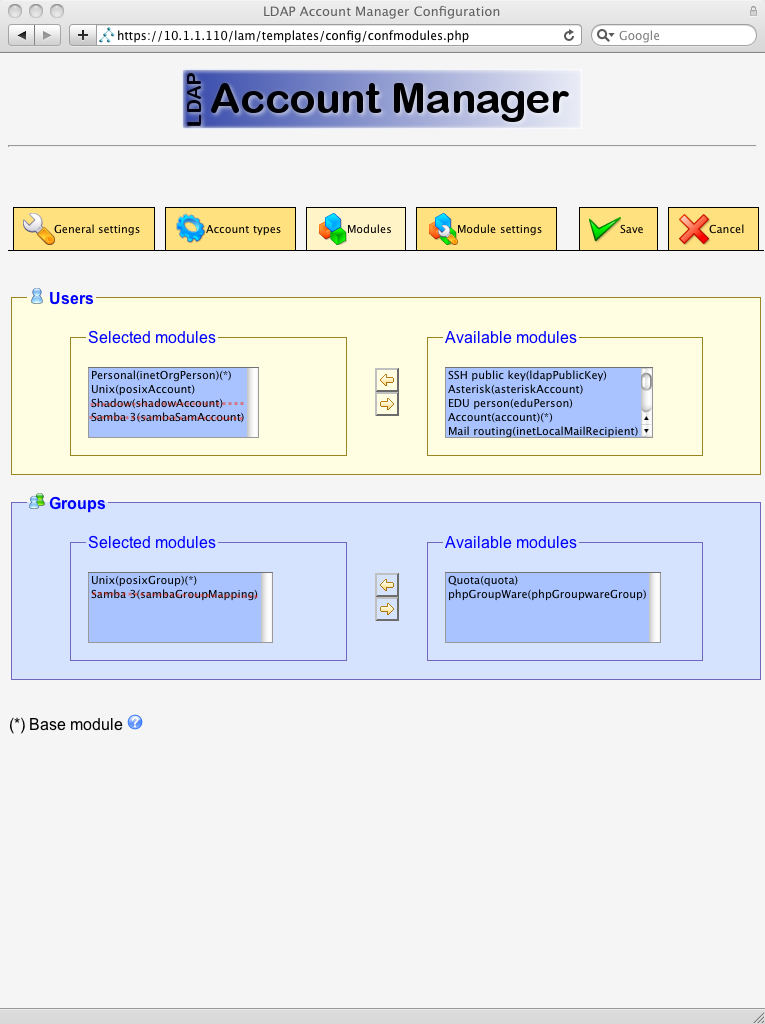 LDAP Account Manager Configuration
https://10.1.1.110/lam/templates/config/confmodules.php
Google
LDAP Account Manager
General settings
Account types
Modules
Module settings
Save
Cancel
Users
Selected modules
Personal(inetOrgPerson)(*)
Unix(posixAccount)
Shadow(shadowAccount)
Samba 3(sambaSamAccount)
Available modules
SSH public key(ldapPublicKey)
Asterisk(asteriskAccount)
EDU person(eduPerson)
Account(account)(*)
Mail routing(inetLocalMailRecipient)
Groups
Selected modules
Unix(posixGroup)(*)
Samba 3(sambaGroupMapping)
Available modules
Quota(quota)
phpGroupWare(phpGroupwareGroup)
(*) Base module